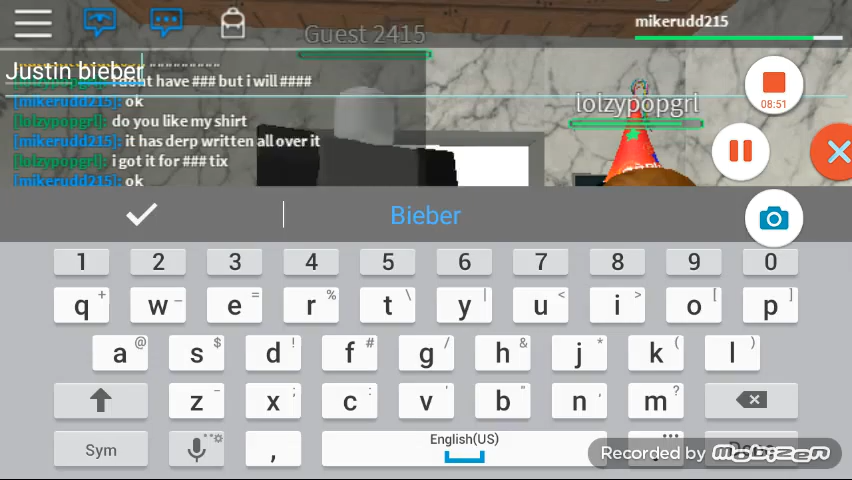 mikerudd215
Guest 2415
Justin bieber
[lolzypopgrl]: i dont have ### but i will ####
[mikerudd215]: ok
[lolzypopgrl]: do you like my shirt
[mikerudd215]: it has derp written all over it
[lolzypopgrl]: i got it for ### tix
[mikerudd215]: ok
lolzypopgrl
08:51
Bieber
1 2 3 4 5 6 7 8 9 0
q + w _ e = r % t \ y | u < i > o [ p ]
a @ s $ d ! f # g / h & j * k ( l )
z - x ; c : v ' b " n , m ?
Sym , English(US) . Done
Recorded by mobizen